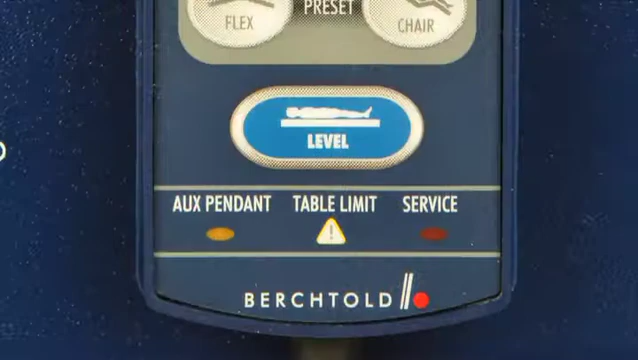 PRESET
FLEX
CHAIR
LEVEL
AUX PENDANT TABLE LIMIT SERVICE
!
BERCHTOLD